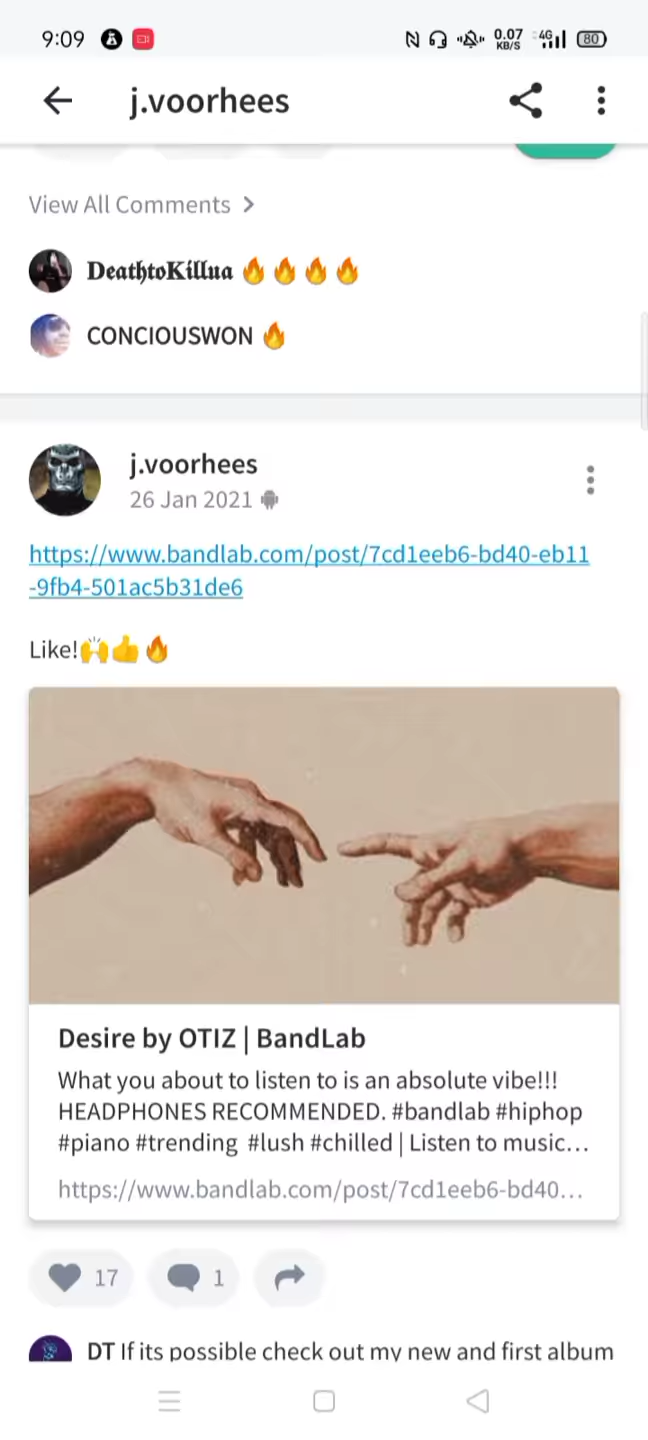 9:09 0.07 KB/S 4G 80
j.voorhees
View All Comments >
𝕯𝖊𝖆𝖙𝖍𝖙𝖔𝕶𝖎𝖑𝖑𝖚𝖆 🔥🔥🔥🔥
CONCIOUSWON 🔥
j.voorhees
26 Jan 2021
https://www.bandlab.com/post/7cd1eeb6-bd40-eb11
-9fb4-501ac5b31de6
Like!🙌👍🔥
Desire by OTIZ | BandLab
What you about to listen to is an absolute vibe!!!
HEADPHONES RECOMMENDED. #bandlab #hiphop
#piano #trending #lush #chilled | Listen to music...
https://www.bandlab.com/post/7cd1eeb6-bd40...
17 1
DT If its possible check out my new and first album